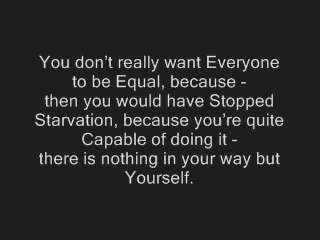 You don't really want Everyone
to be Equal, because -
then you would have Stopped
Starvation, because you're quite
Capable of doing it -
there is nothing in your way but
Yourself.